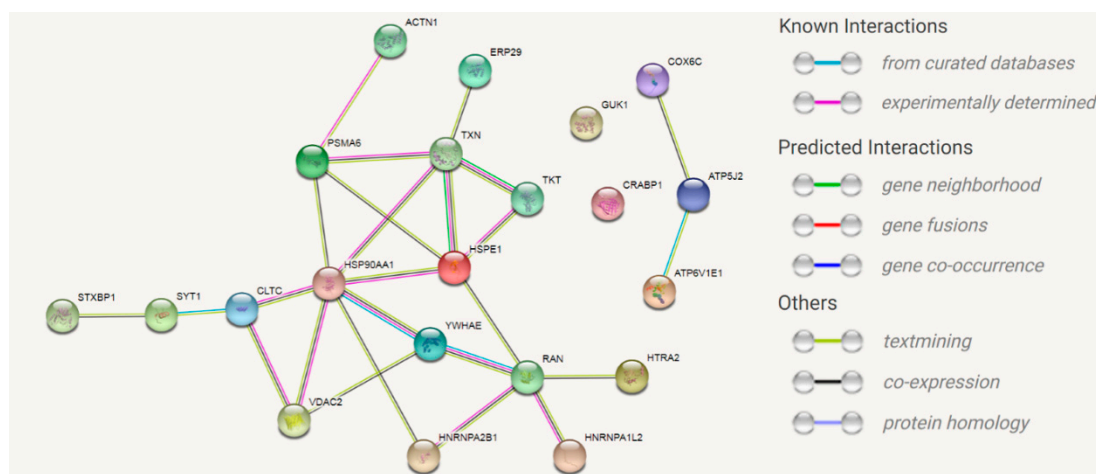 ACTN1
ERP29
COX6C
GUK1
PSMA6
TXN
TKT
CRABP1
ATP5J2
HSPE1
HSP90AA1
ATP6V1E1
STXBP1
SYT1
CLTC
YWHAE
RAN
HTRA2
VDAC2
HNRNPA2B1
HNRNPA1L2
Known Interactions
from curated databases
experimentally determined
Predicted Interactions
gene neighborhood
gene fusions
gene co-occurrence
Others
textmining
co-expression
protein homology